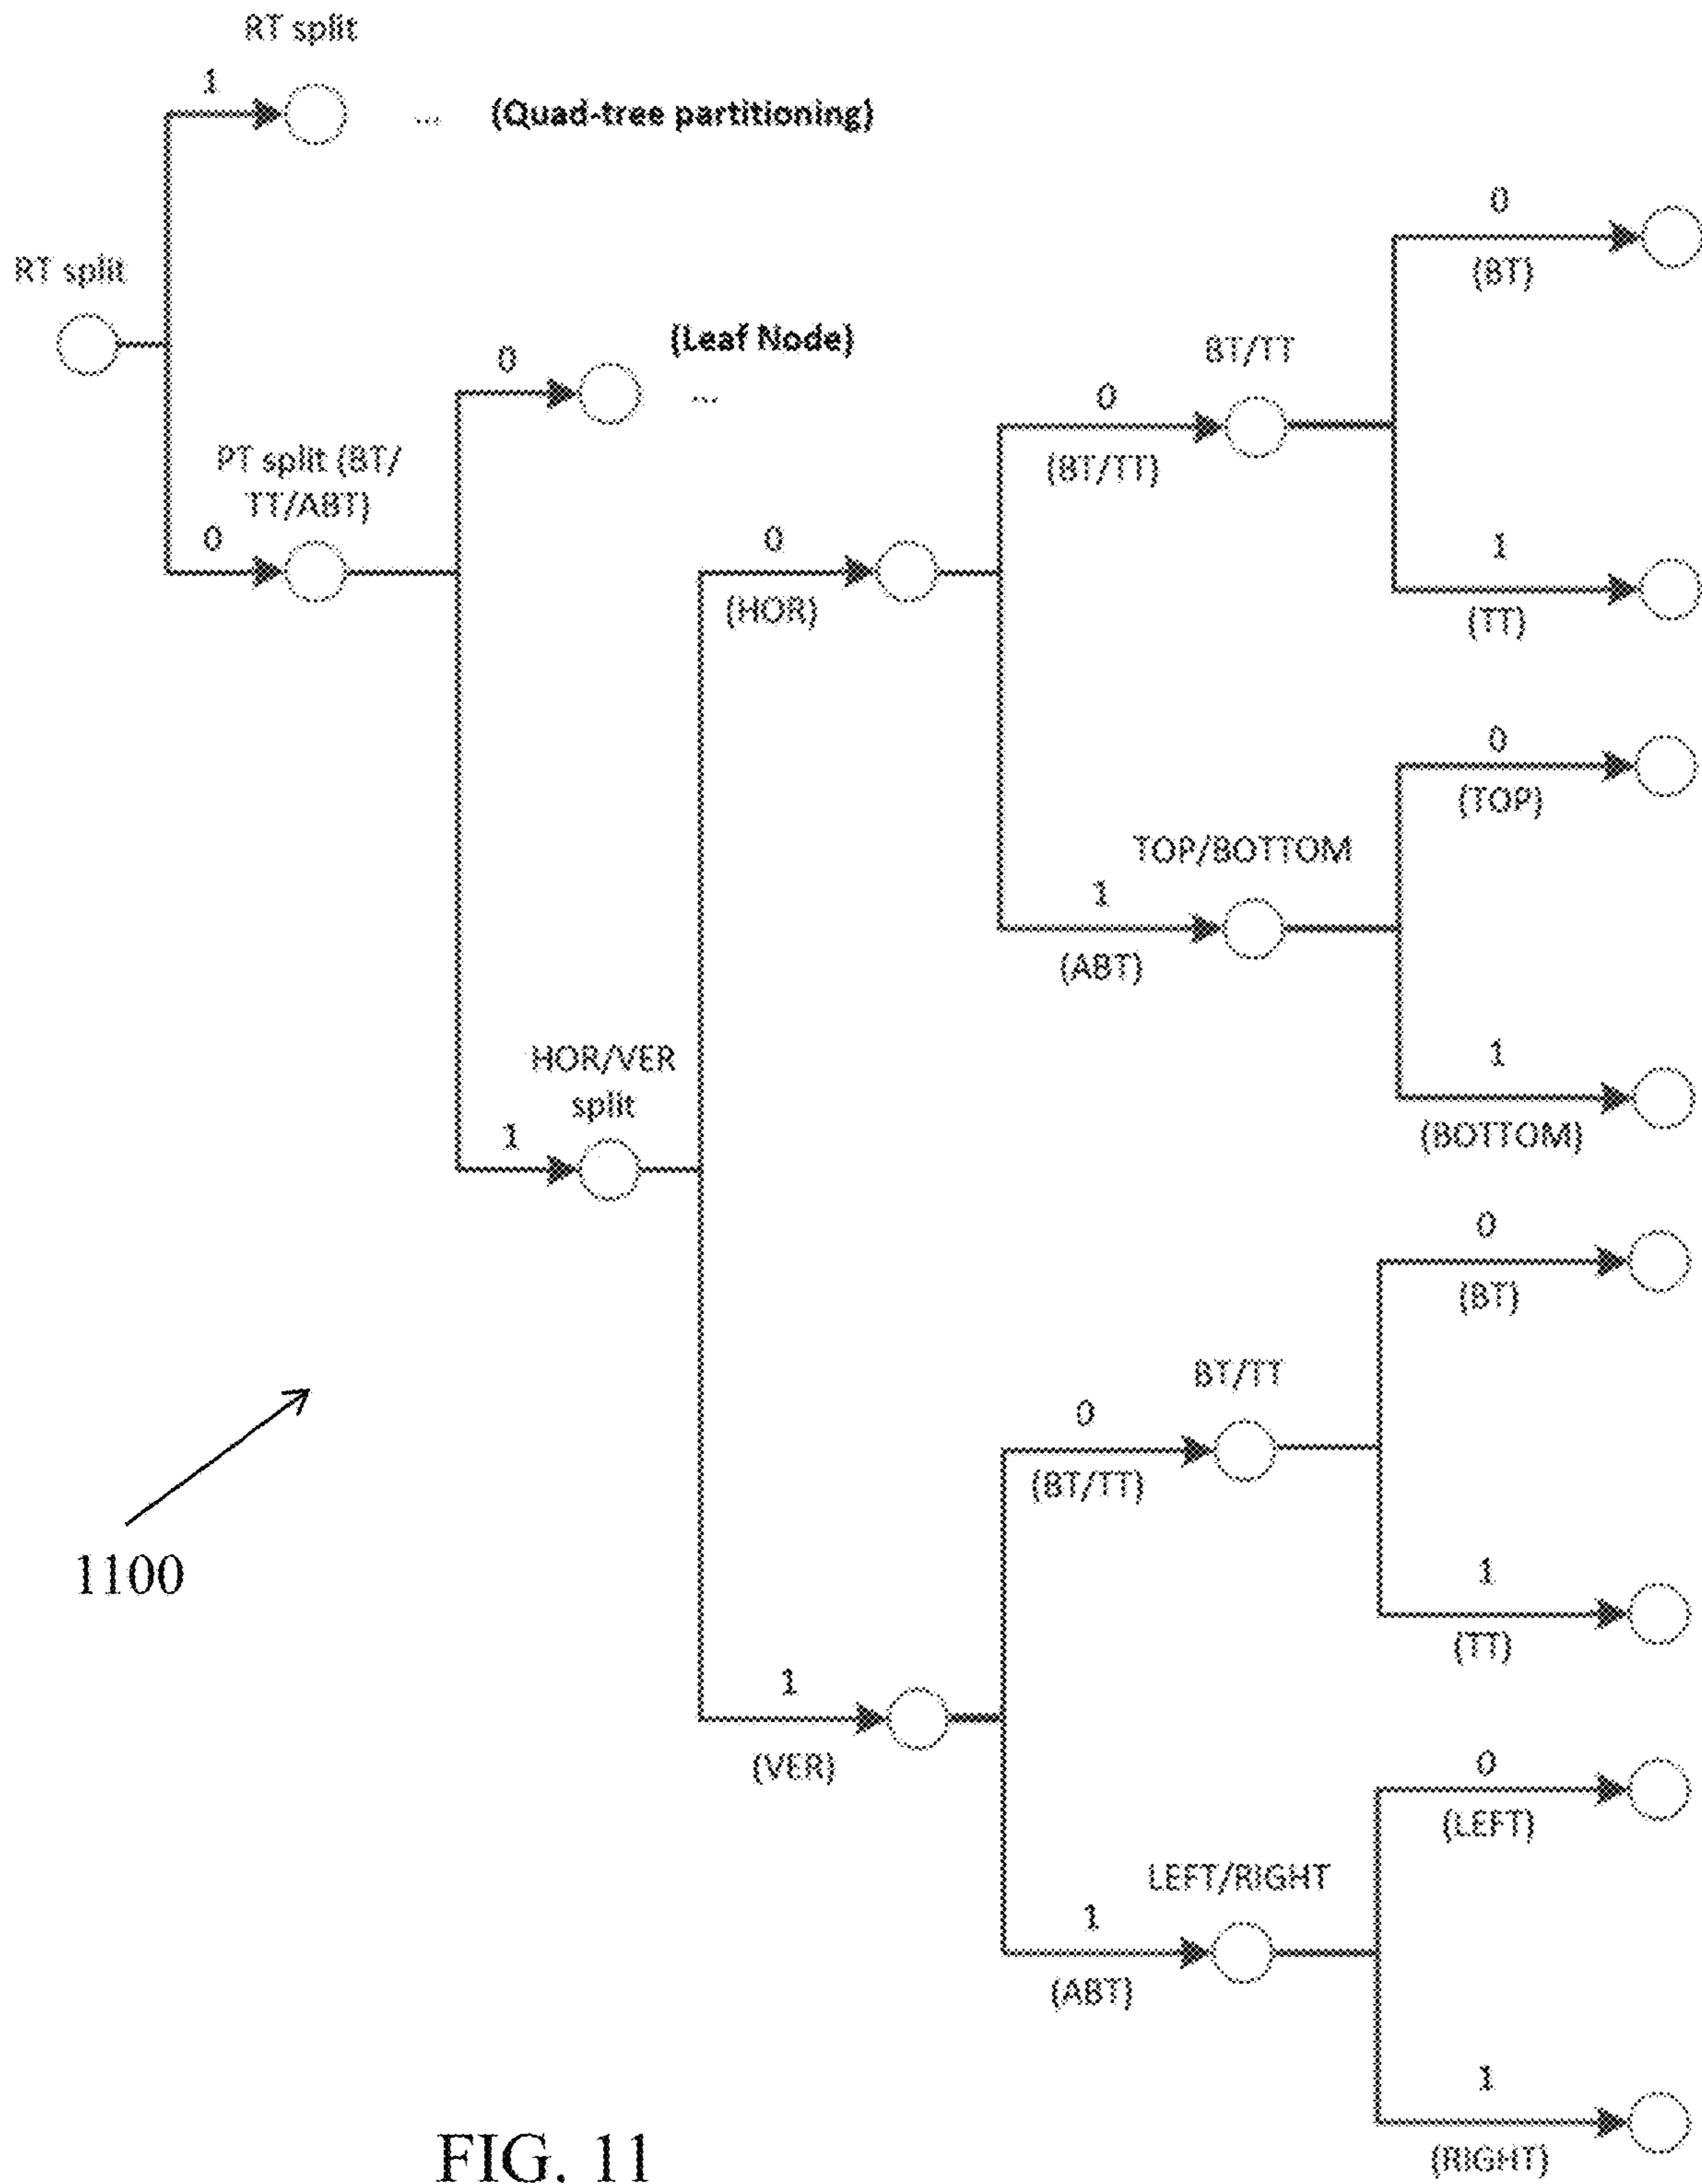 RT split
1
(Quad-tree partitioning)
...
RT split
0
PT split (BT/
TT/ABT)
0
(Leaf Node)
...
1
HOR/VER
split
0
(HOR)
0
(BT/TT)
BT/TT
0
(BT)
1
(TT)
1
(ABT)
TOP/BOTTOM
0
(TOP)
1
(BOTTOM)
1
(VER)
0
(BT/TT)
BT/TT
0
(BT)
1
(TT)
1
(ABT)
LEFT/RIGHT
0
(LEFT)
1
(RIGHT)
1100
FIG. 11